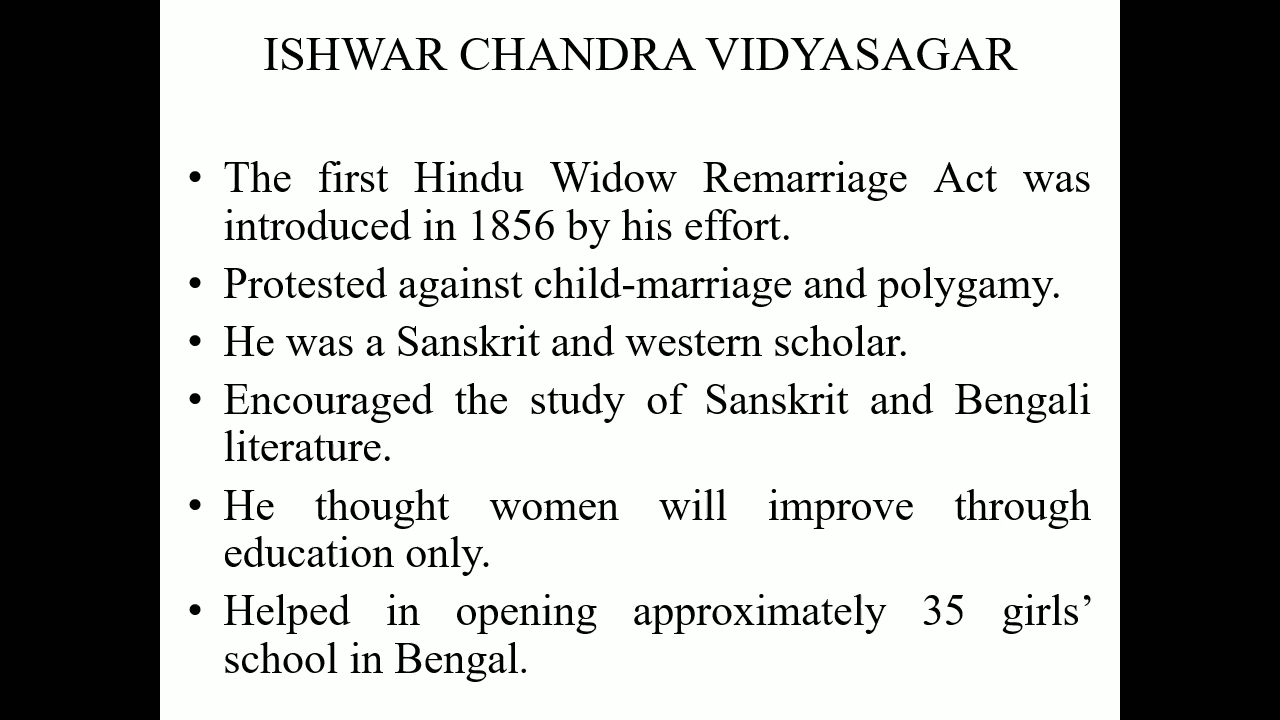 ISHWAR CHANDRA VIDYASAGAR
• The first Hindu Widow Remarriage Act was
introduced in 1856 by his effort.
• Protested against child-marriage and polygamy.
• He was a Sanskrit and western scholar.
• Encouraged the study of Sanskrit and Bengali
literature.
• He thought women will improve through
education only.
• Helped in opening approximately 35 girls’
school in Bengal.